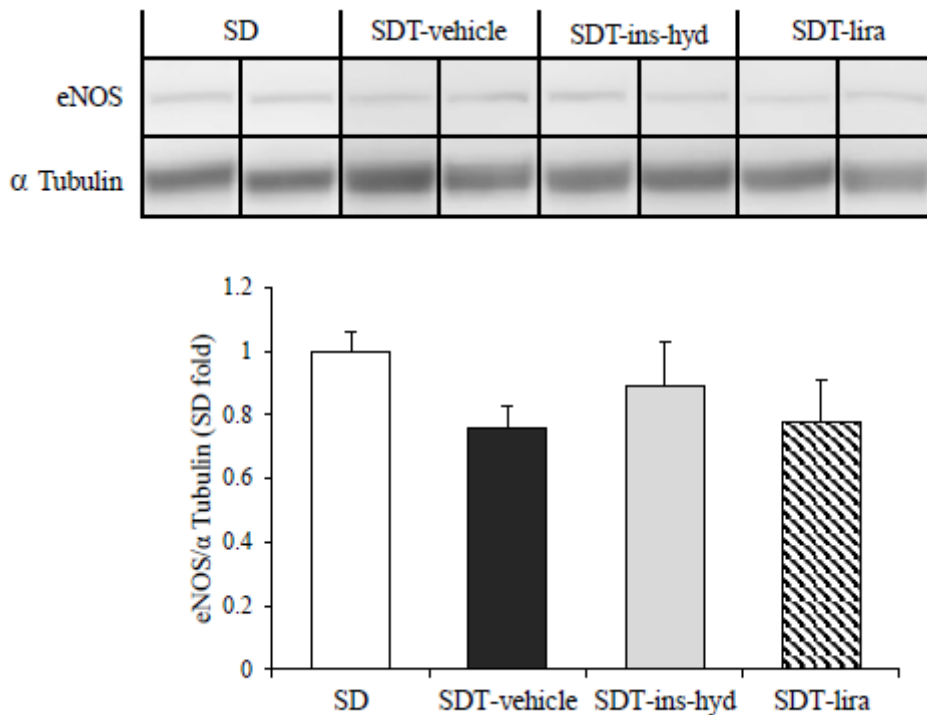 SD SDT-vehicle SDT-ins-hyd SDT-lira
eNOS
α Tubulin
eNOS/α Tubulin (SD fold)
1.2
1
0.8
0.6
0.4
0.2
0
SD SDT-vehicle SDT-ins-hyd SDT-lira